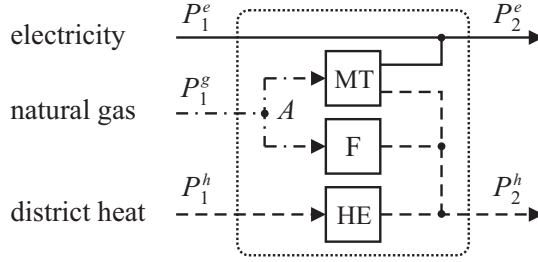 P₁ᵉ P₂ᵉ
electricity
MT
P₁ᵍ
natural gas A
F
P₁ʰ P₂ʰ
district heat HE